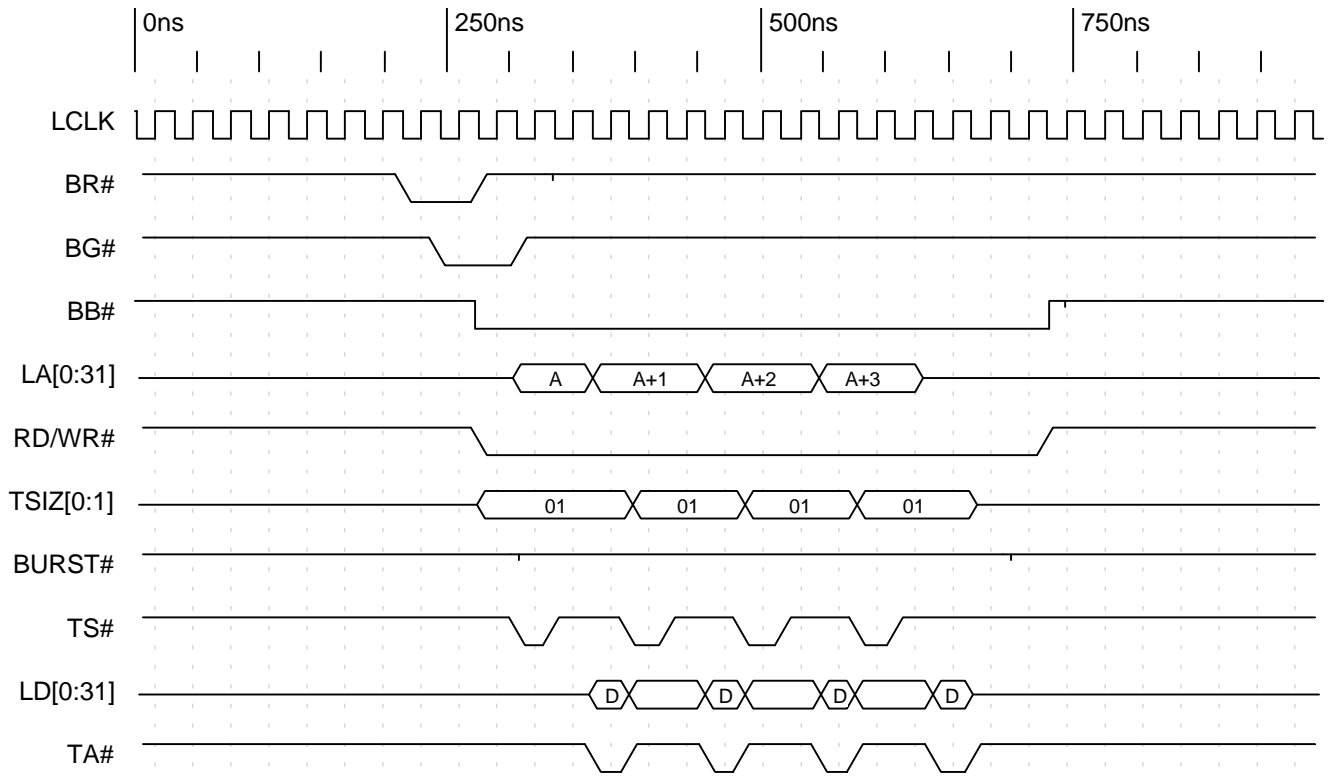 0ns 250ns 500ns 750ns
LCLK
BR#
BG#
BB#
LA[0:31] A A+1 A+2 A+3
RD/WR#
TSIZ[0:1] 01 01 01 01
BURST#
TS#
LD[0:31] D D D D
TA#